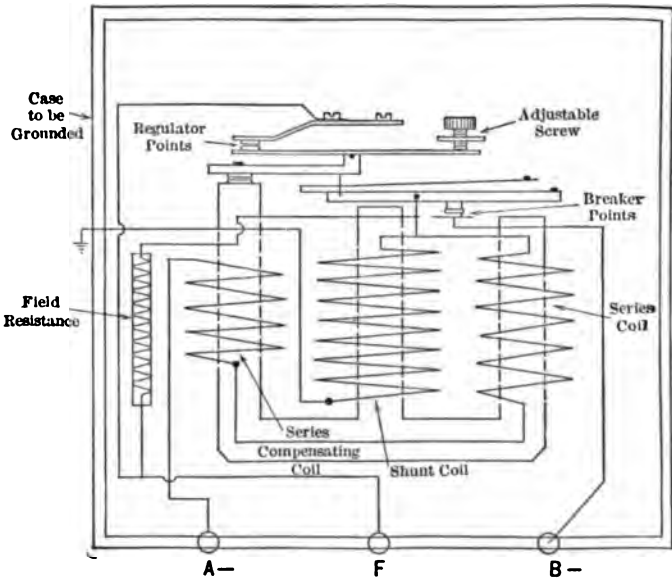 Case
to be
Grounded
Regulator
Points
Adjustable
Screw
Breaker
Points
Field
Resistance
Series
Coil
Series
Compensating
Coil
Shunt Coil
A–
F
B–